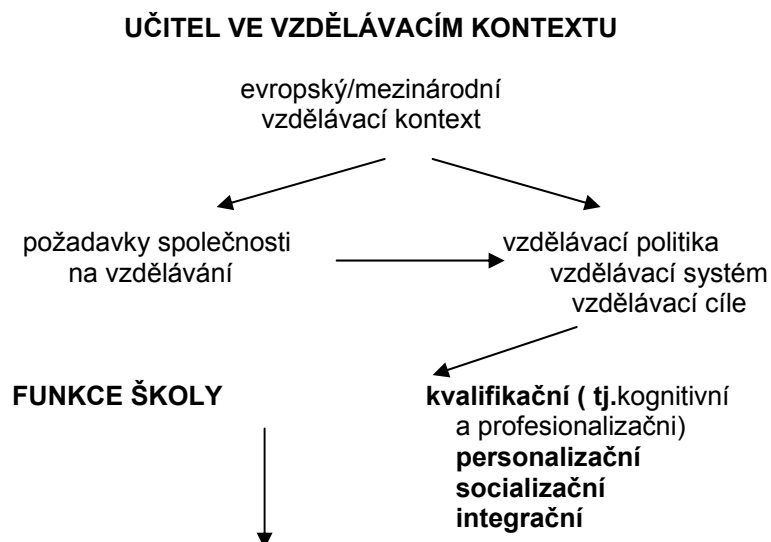 UČITEL VE VZDĚLÁVACÍM KONTEXTU
evropský/mezinárodní
vzdělávací kontext
požadavky společnosti
na vzdělávání
vzdělávací politika
vzdělávací systém
vzdělávací cíle
FUNKCE ŠKOLY
kvalifikační ( tj.kognitivní
a profesionalizačni)
personalizační
socializační
integrační